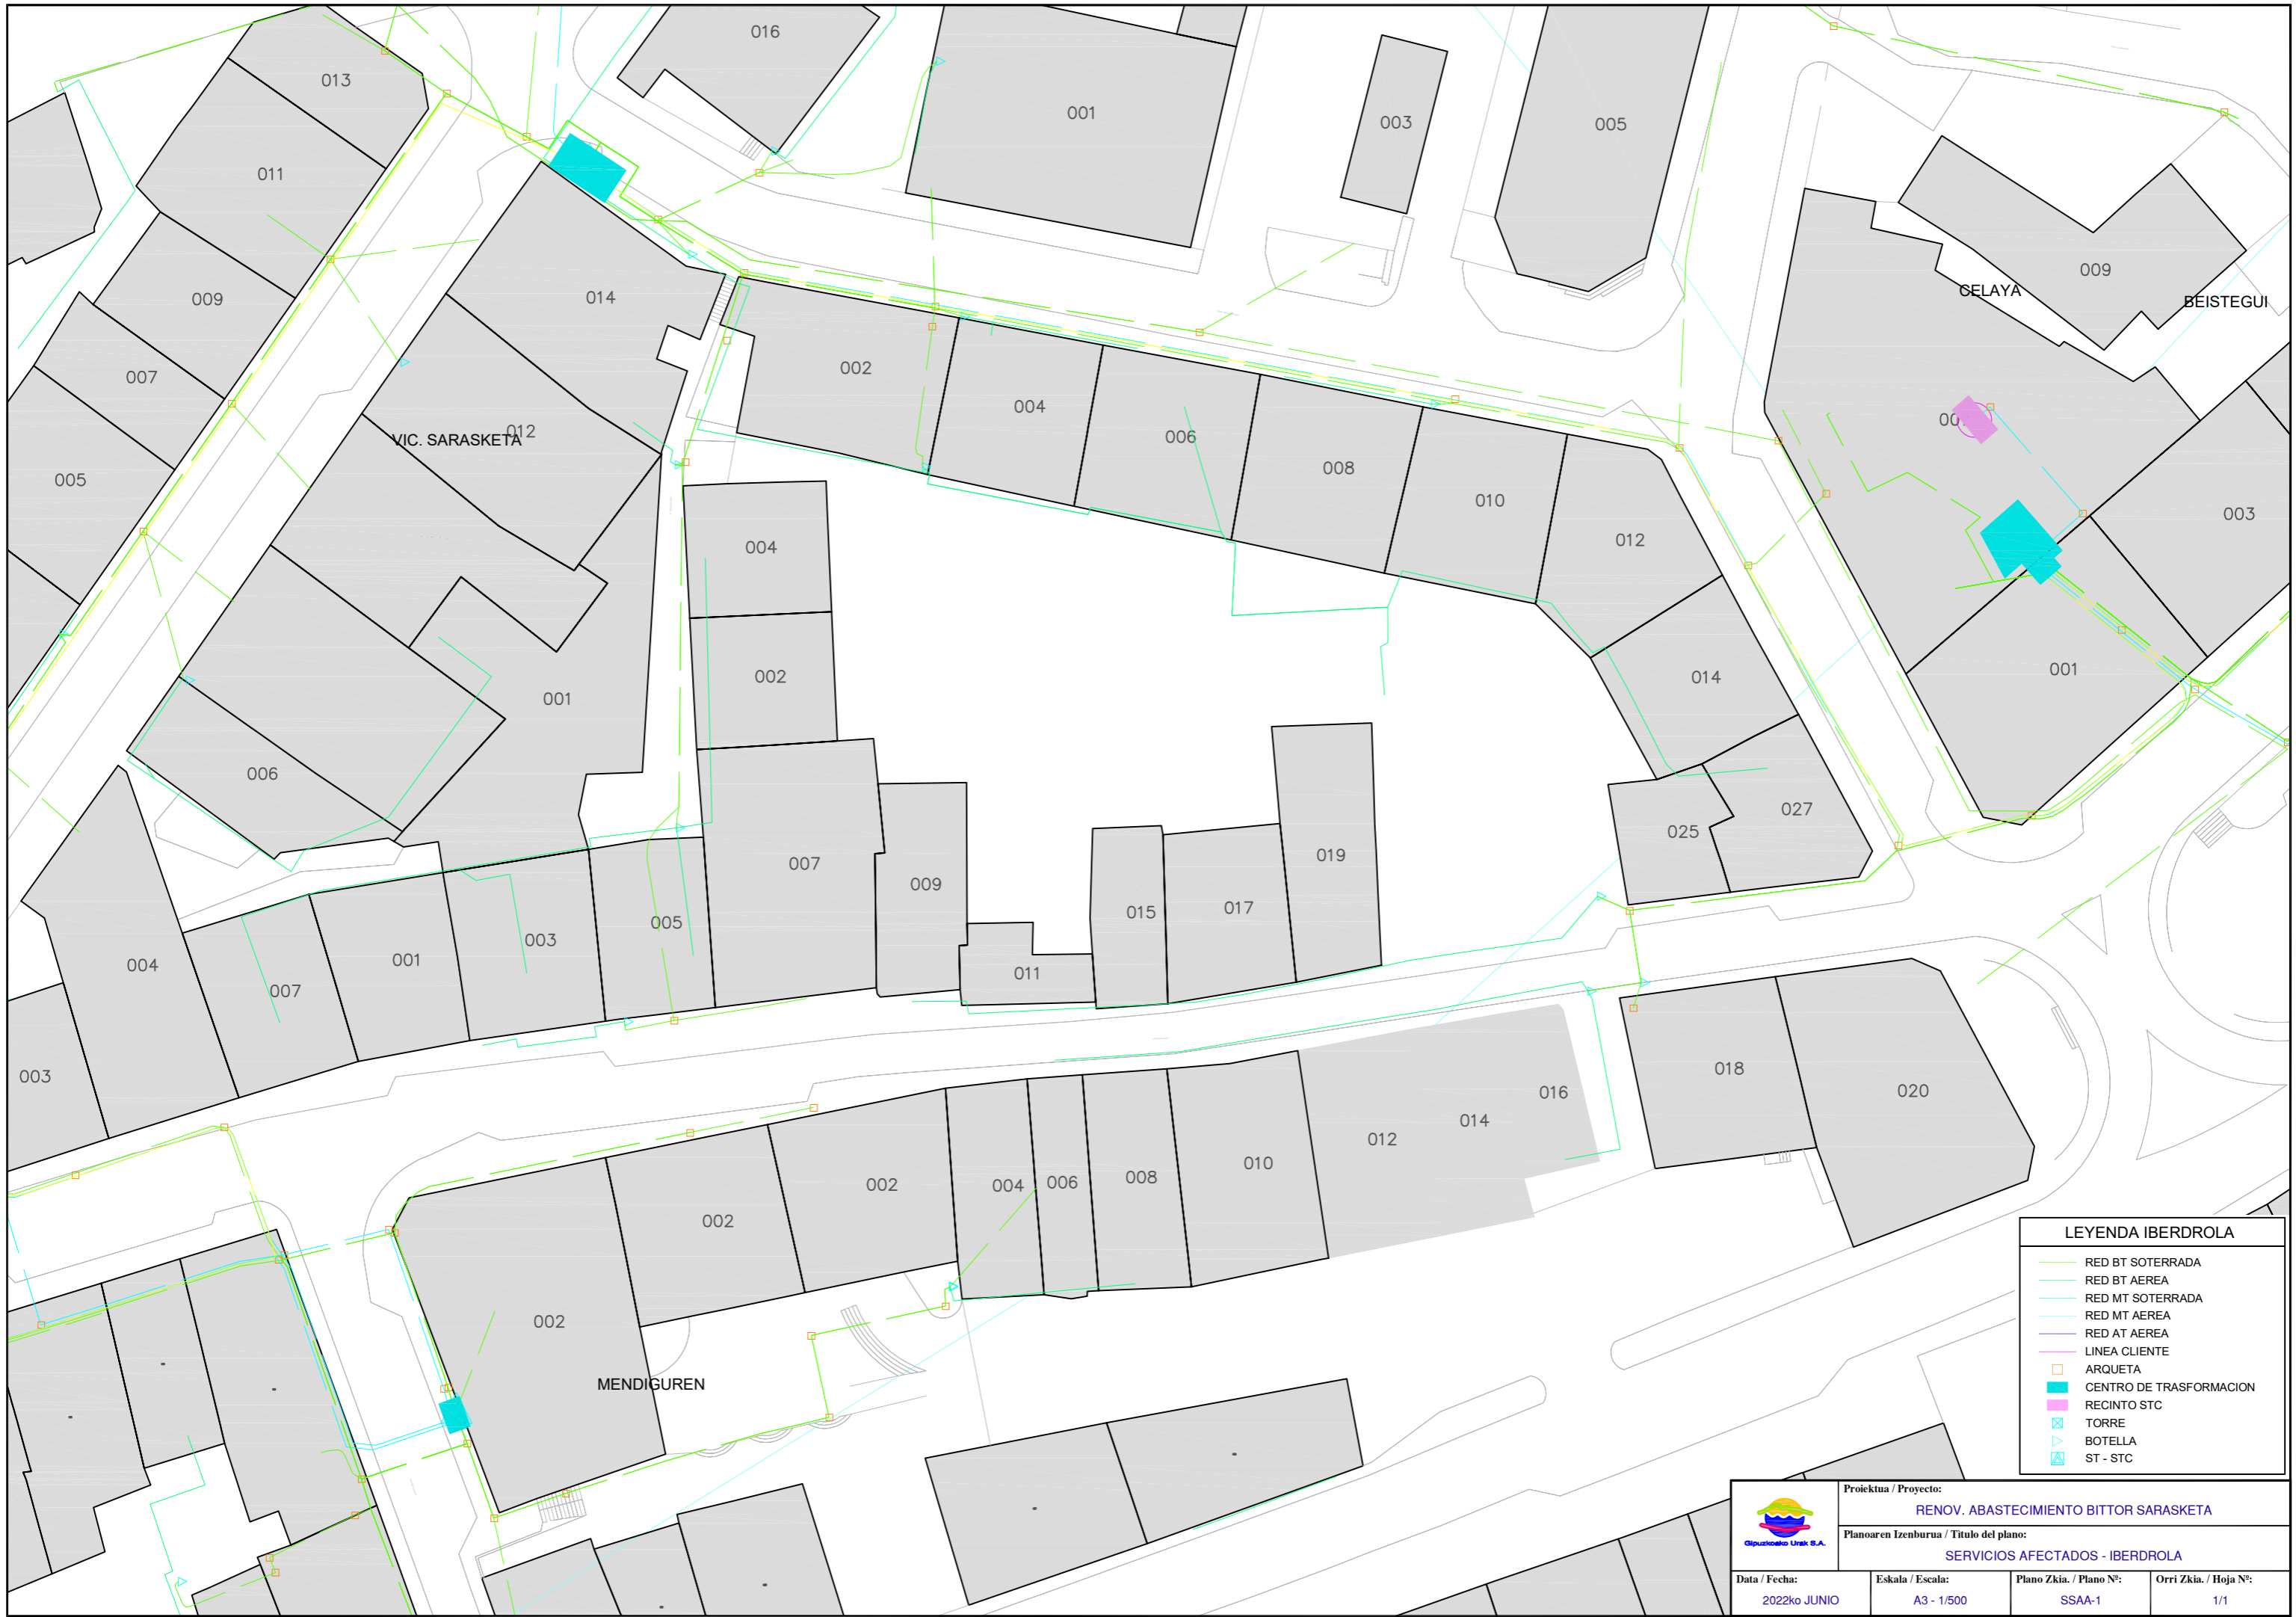 016
013
001
003
005
011
009
CELAYA
BEISTEGUI
014
009
007
002
004
001
006
VIC. SARASKETA
012
008
005
010
003
004
012
002
001
014
001
006
027
025
007
019
009
015
017
005
003
001
004
007
011
003
018
020
016
014
012
010
008
006
004
002
002
002
MENDIGUREN
LEYENDA IBERDROLA
RED BT SOTERRADA
RED BT AEREA
RED MT SOTERRADA
RED MT AEREA
RED AT AEREA
LINEA CLIENTE
ARQUETA
CENTRO DE TRASFORMACION
RECINTO STC
TORRE
BOTELLA
ST - STC
Gipuzkoako Urak S.A.
Proiektua / Proyecto:
RENOV. ABASTECIMIENTO BITTOR SARASKETA
Planoaren Izenburua / Titulo del plano:
SERVICIOS AFECTADOS - IBERDROLA
Data / Fecha:
2022ko JUNIO
Eskala / Escala:
A3 - 1/500
Plano Zkia. / Plano Nº:
SSAA-1
Orri Zkia. / Hoja Nº:
1/1